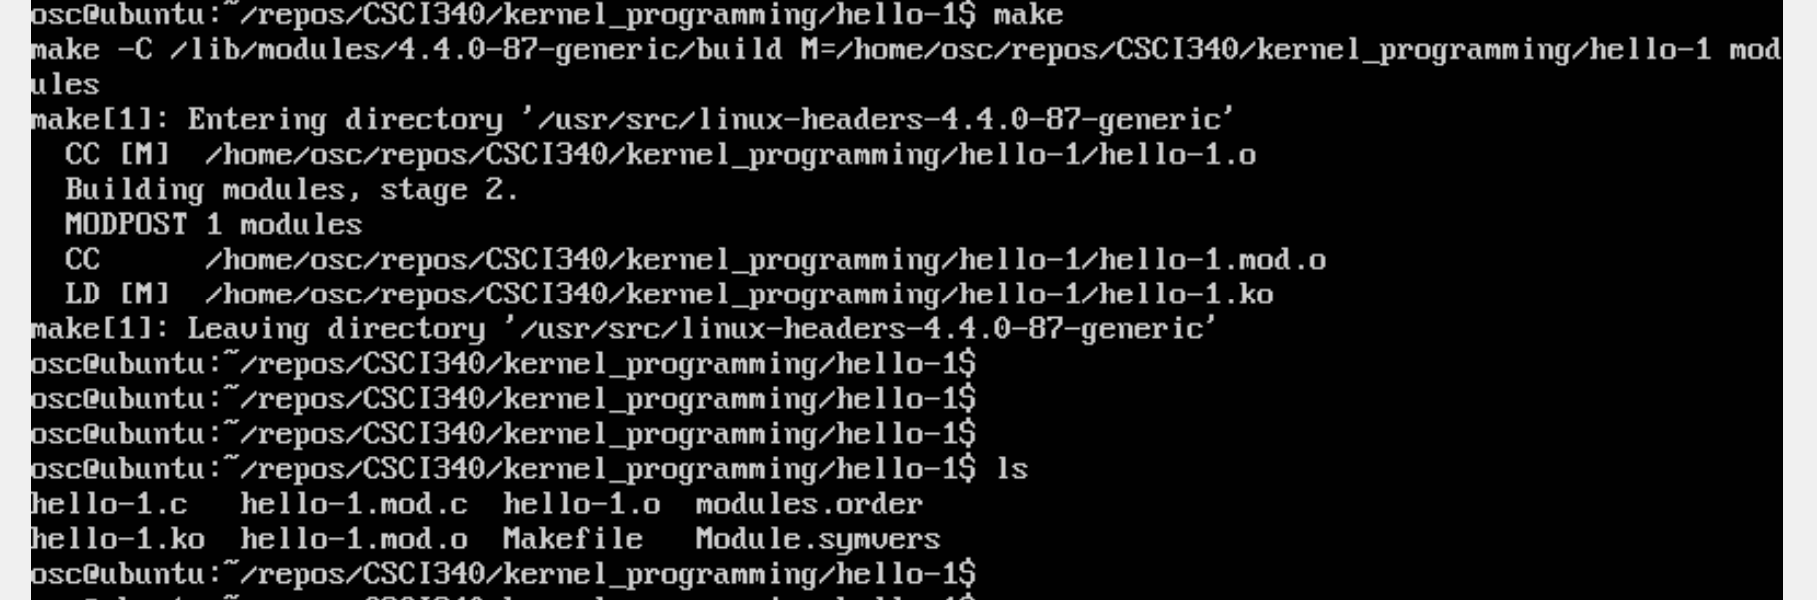 osc@ubuntu:~/repos/CSCI340/kernel_programming/hello-1$ make
make -C /lib/modules/4.4.0-87-generic/build M=/home/osc/repos/CSCI340/kernel_programming/hello-1 mod
ules
make[1]: Entering directory '/usr/src/linux-headers-4.4.0-87-generic'
  CC [M]  /home/osc/repos/CSCI340/kernel_programming/hello-1/hello-1.o
  Building modules, stage 2.
  MODPOST 1 modules
  CC      /home/osc/repos/CSCI340/kernel_programming/hello-1/hello-1.mod.o
  LD [M]  /home/osc/repos/CSCI340/kernel_programming/hello-1/hello-1.ko
make[1]: Leaving directory '/usr/src/linux-headers-4.4.0-87-generic'
osc@ubuntu:~/repos/CSCI340/kernel_programming/hello-1$
osc@ubuntu:~/repos/CSCI340/kernel_programming/hello-1$
osc@ubuntu:~/repos/CSCI340/kernel_programming/hello-1$
osc@ubuntu:~/repos/CSCI340/kernel_programming/hello-1$ ls
hello-1.c   hello-1.mod.c  hello-1.o  modules.order
hello-1.ko  hello-1.mod.o  Makefile   Module.symvers
osc@ubuntu:~/repos/CSCI340/kernel_programming/hello-1$